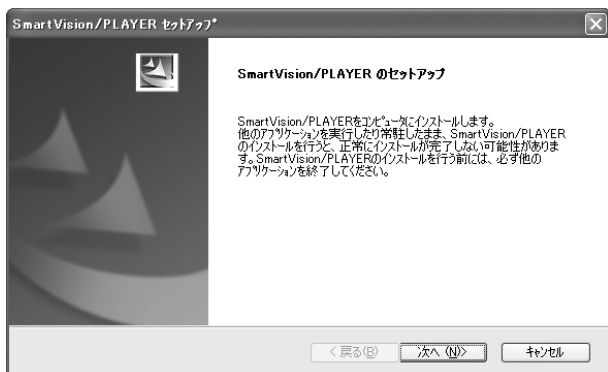 SmartVision/PLAYER ｾｯﾄｱｯﾌﾟ
SmartVision/PLAYER のｾｯﾄｱｯﾌﾟ
SmartVision/PLAYERをｺﾝﾋﾟｭｰﾀにｲﾝｽﾄｰﾙします。
他のｱﾌﾟﾘｹｰｼｮﾝを実行したり常駐したまま、SmartVision/PLAYER
のｲﾝｽﾄｰﾙを行うと、正常にｲﾝｽﾄｰﾙが完了しない可能性がありま
す。SmartVision/PLAYERのｲﾝｽﾄｰﾙを行う前には、必ず他の
ｱﾌﾟﾘｹｰｼｮﾝを終了してください。
< 戻る(B)
次へ (N)>
ｷｬﾝｾﾙ